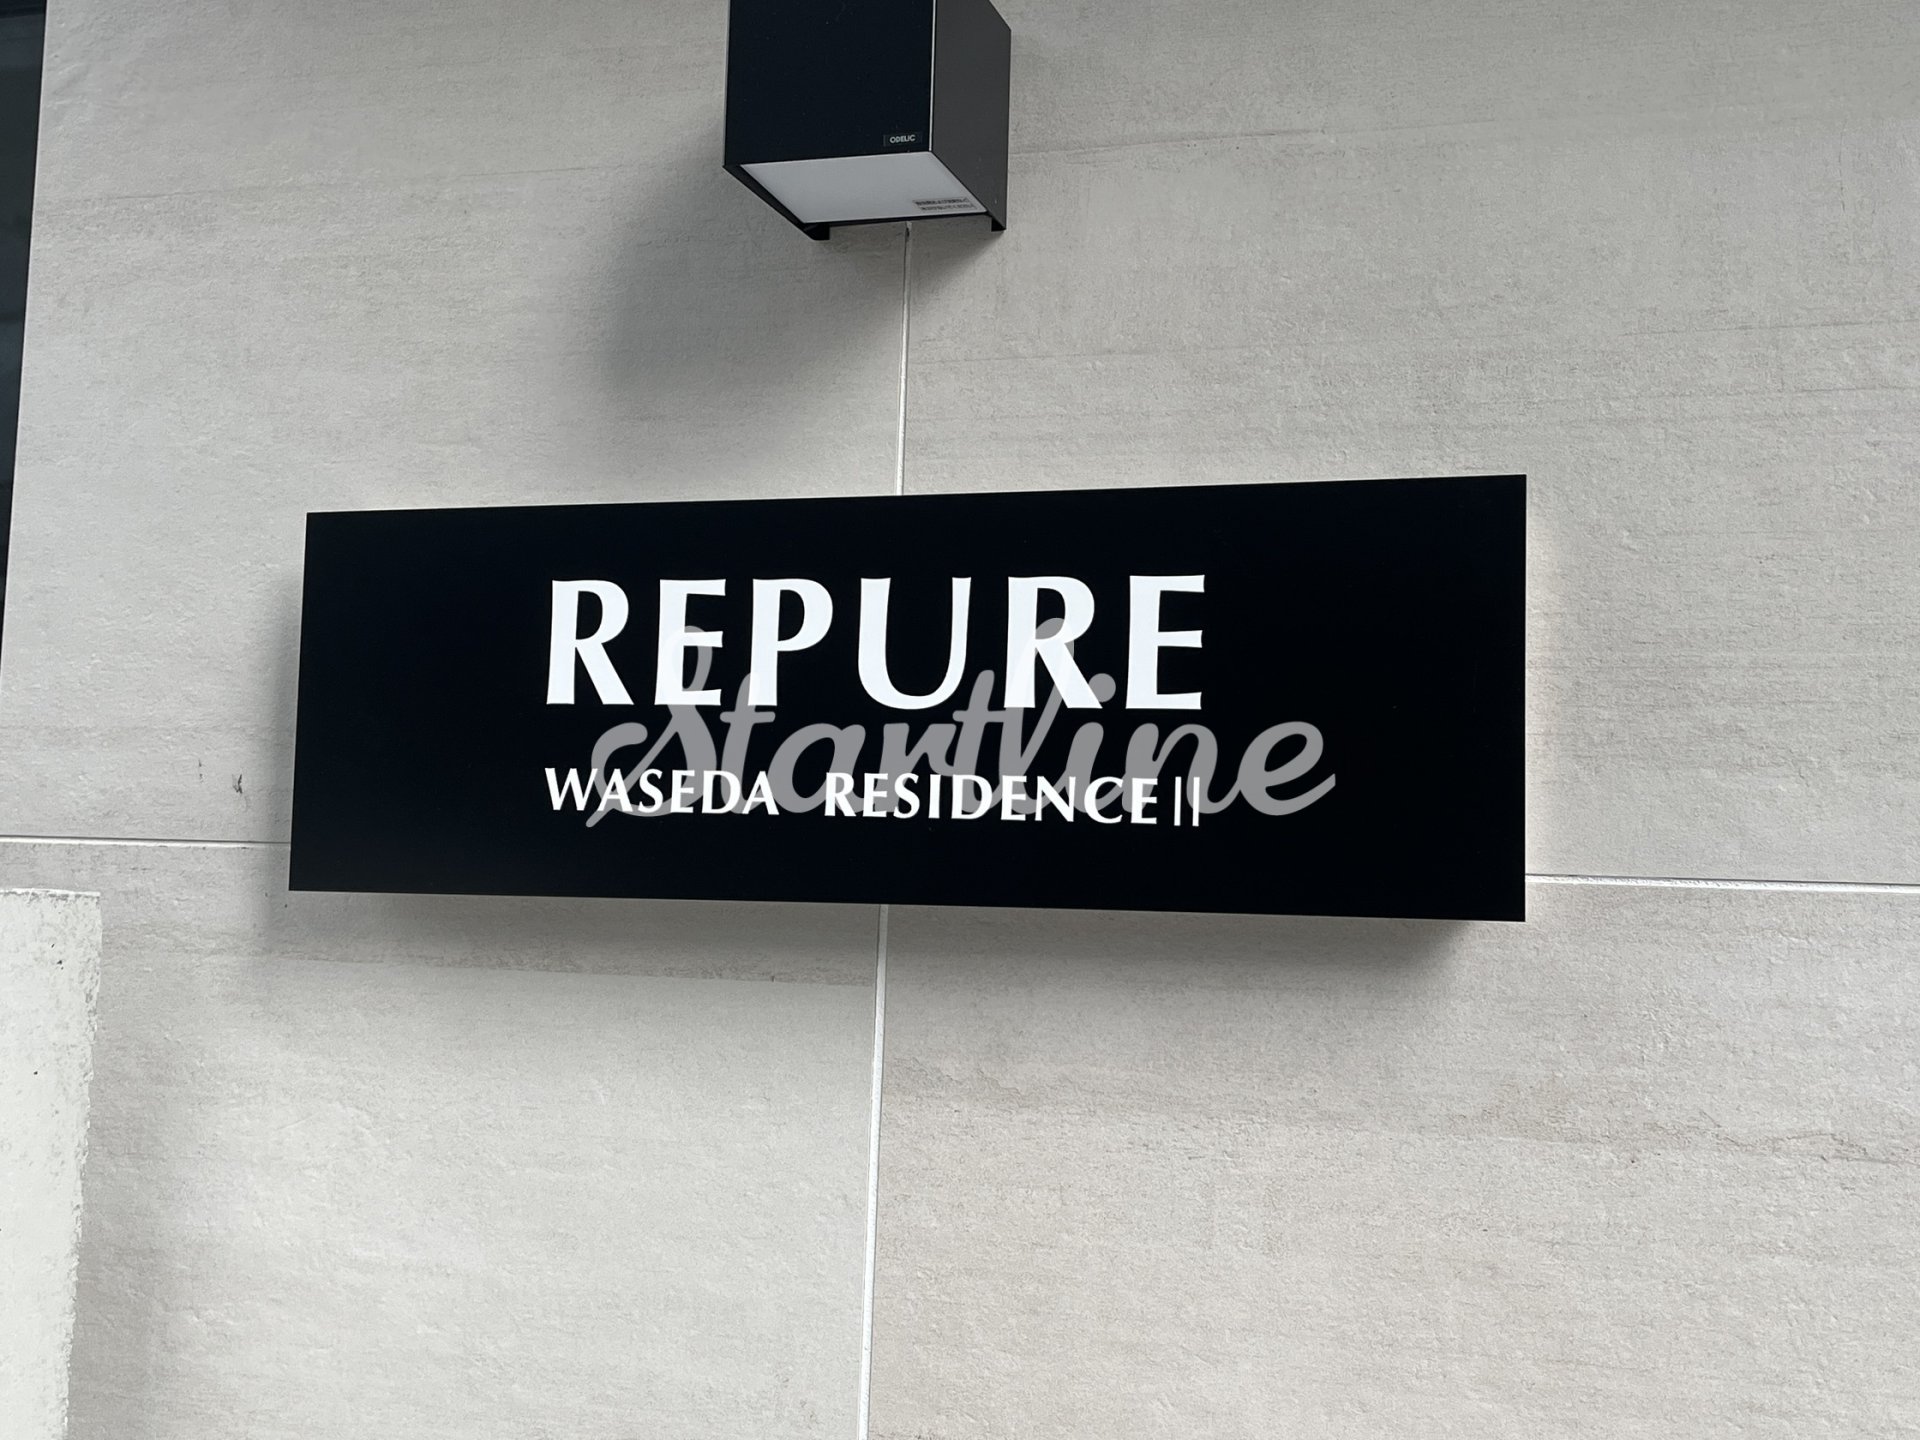 ODELIC
REPURE
Startline
WASEDA RESIDENCE II